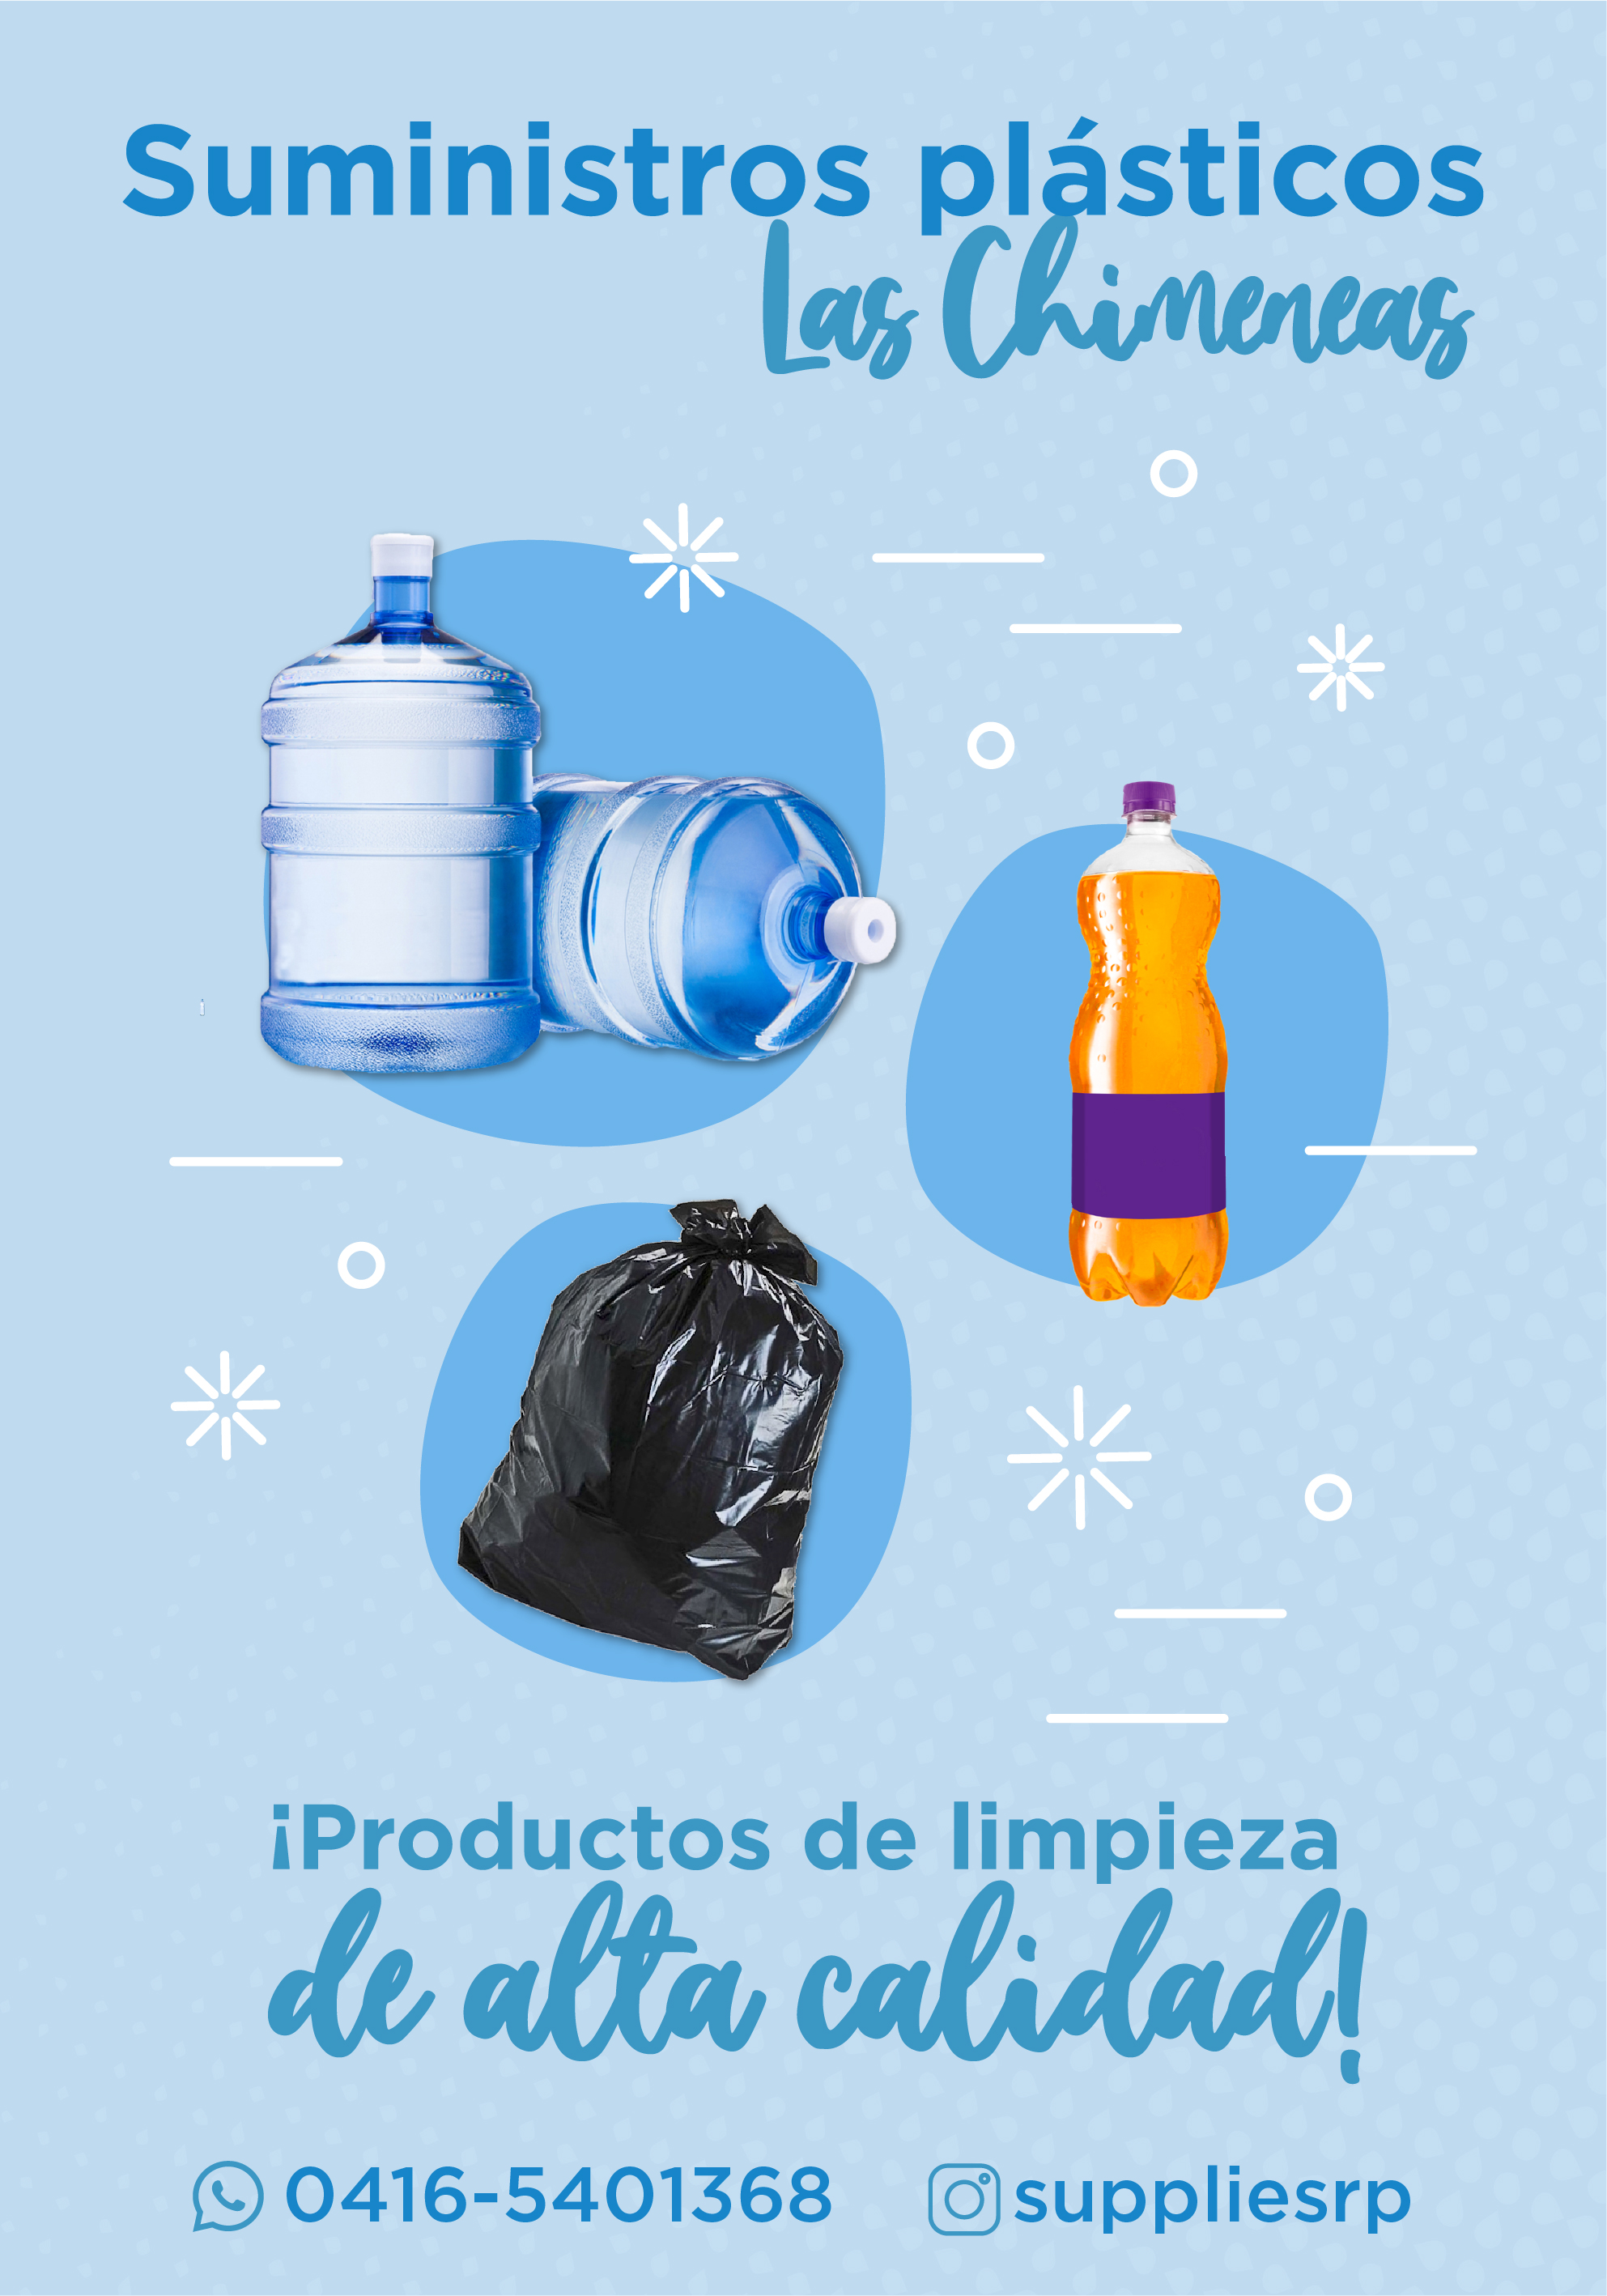 Suministros plásticos
Las Chimeneas
¡Productos de limpieza
de alta calidad!
0416-5401368 suppliesrp